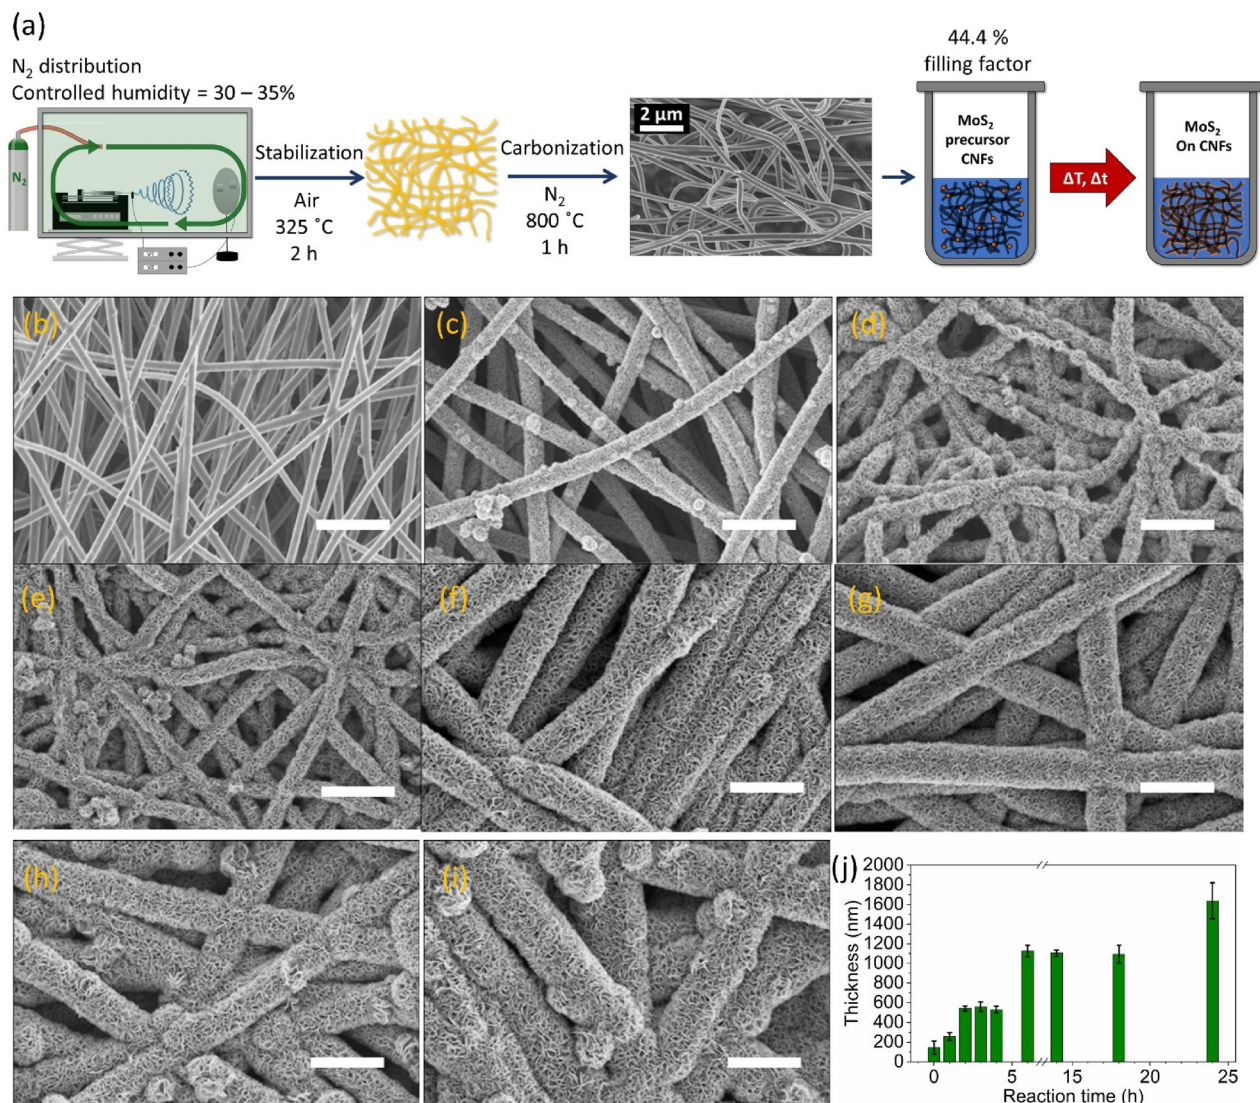 (a)
N₂ distribution
Controlled humidity = 30 – 35%
N₂
Stabilization
Air
325 ˚C
2 h
Carbonization
N₂
800 ˚C
1 h
2 μm
44.4 %
filling factor
MoS₂
precursor
CNFs
ΔT, Δt
MoS₂
On CNFs
(b)
(c)
(d)
(e)
(f)
(g)
(h)
(i)
(j)
Thickness (nm)
2000
1800
1600
1400
1200
1000
800
600
400
200
0
0 5 15 20 25
Reaction time (h)